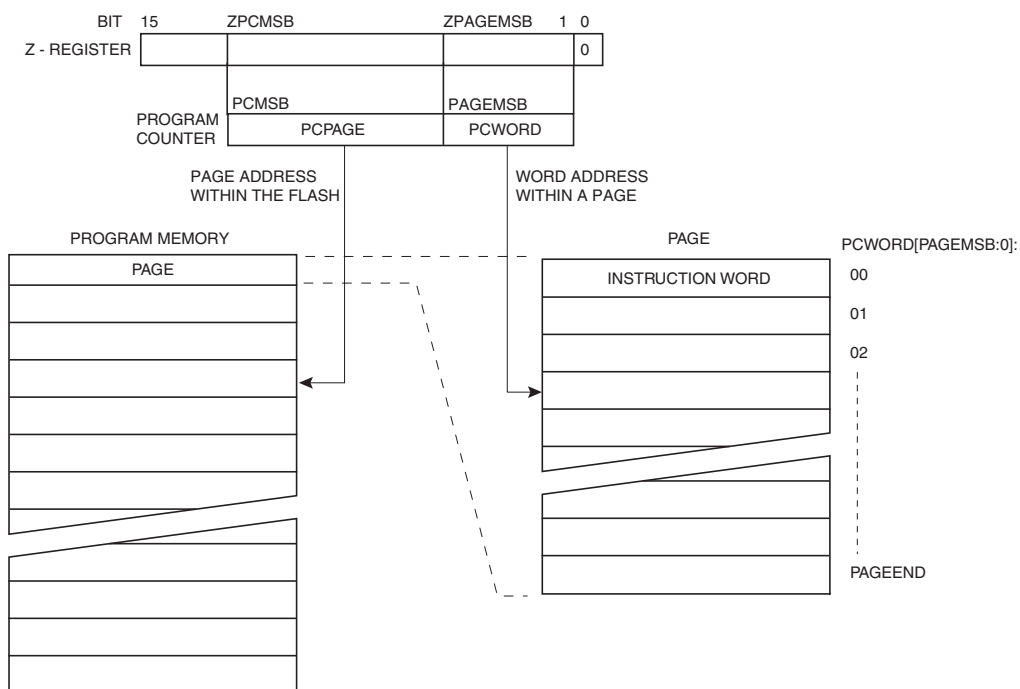 BIT 15 ZPCMSB ZPAGEMSB 1 0
Z - REGISTER 0
PCMSB PAGEMSB
PROGRAM
COUNTER
PCPAGE PCWORD
PAGE ADDRESS
WITHIN THE FLASH
WORD ADDRESS
WITHIN A PAGE
PROGRAM MEMORY
PAGE
PAGE
PCWORD[PAGEMSB:0]:
INSTRUCTION WORD
00
01
02
PAGEEND